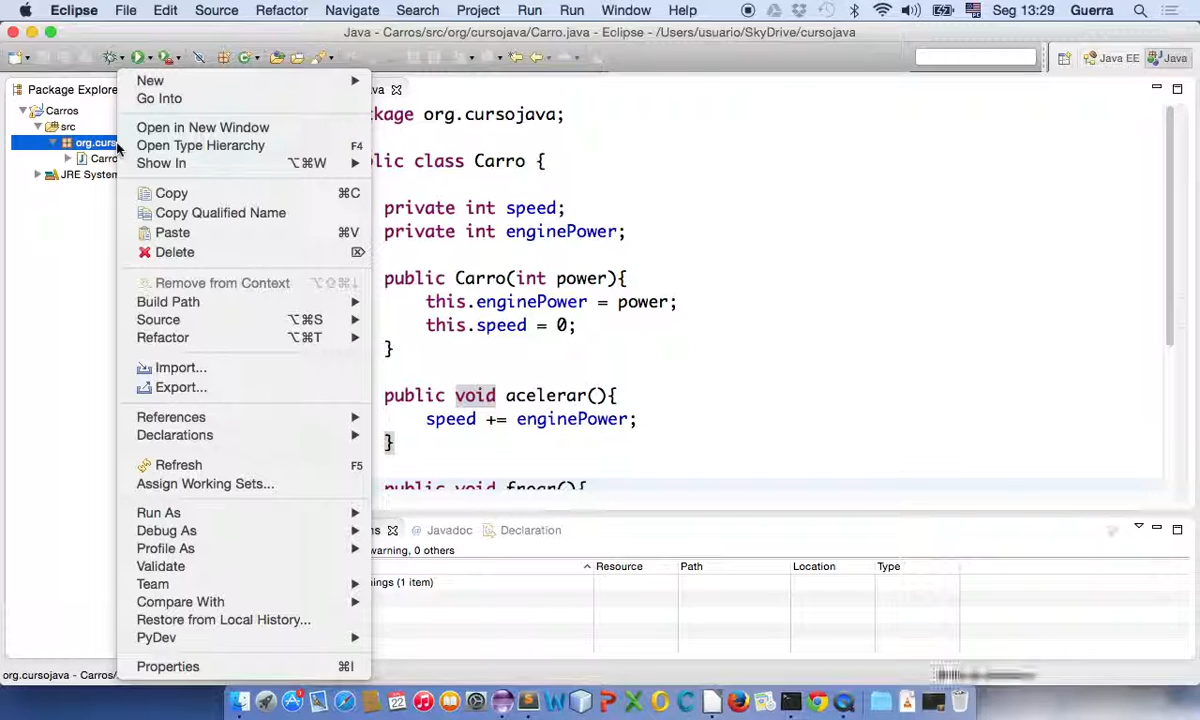 Eclipse File Edit Source Refactor Navigate Search Project Run Run Window Help Seg 13:29 Guerra
Java - Carros/src/org/cursojava/Carro.java - Eclipse - /Users/usuario/SkyDrive/cursojava
Java EE Java
Package Explore
Carros
src
org.curs
Carro
JRE System
New
Go Into
Open in New Window
Open Type Hierarchy F4
Show In ⌥⌘W
Copy ⌘C
Copy Qualified Name
Paste ⌘V
Delete ⌦
Remove from Context ⌥⇧⌘↓
Build Path
Source ⌥⌘S
Refactor ⌥⌘T
Import...
Export...
References
Declarations
Refresh F5
Assign Working Sets...
Run As
Debug As
Profile As
Validate
Team
Compare With
Restore from Local History...
PyDev
Properties ⌘I
va
kage org.cursojava;
lic class Carro {
private int speed;
private int enginePower;
public Carro(int power){
this.enginePower = power;
this.speed = 0;
}
public void acelerar(){
speed += enginePower;
}
public void frear(){
ns @ Javadoc Declaration
warning, 0 others
Resource Path Location Type
ings (1 item)
org.cursojava - Carros/
22